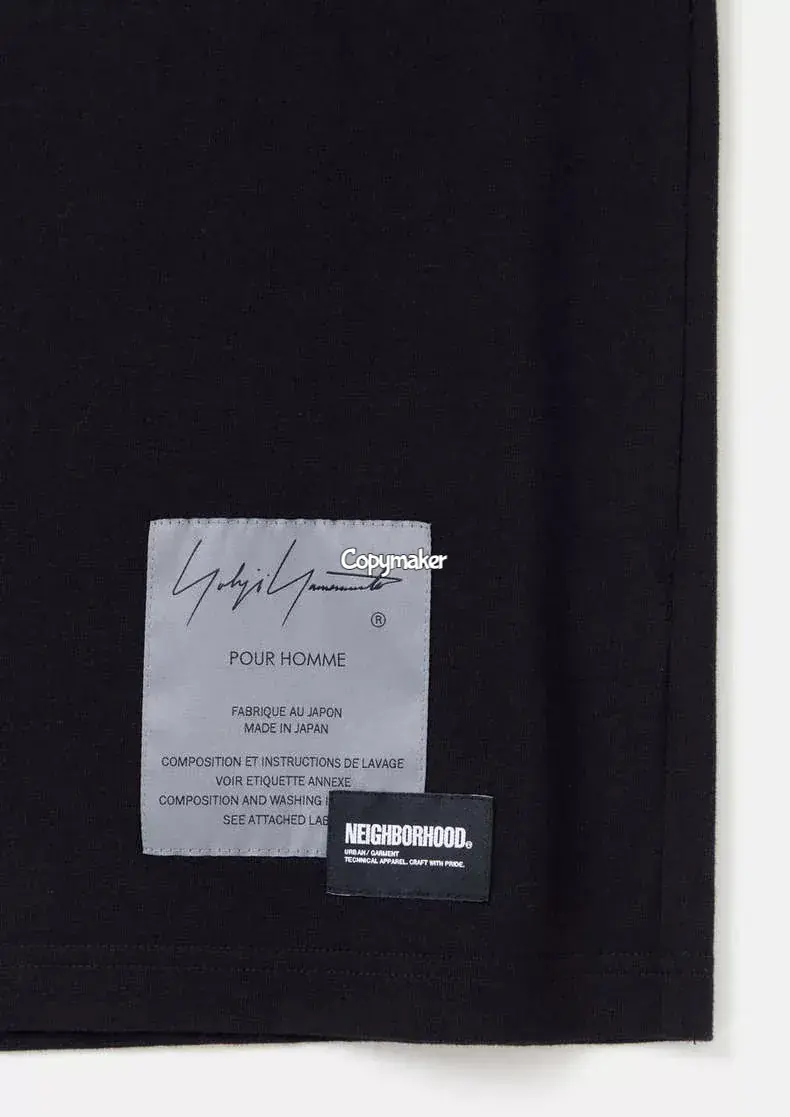 Copymaker
Yohji Yamamoto
®
POUR HOMME
FABRIQUE AU JAPON
MADE IN JAPAN
COMPOSITION ET INSTRUCTIONS DE LAVAGE
VOIR ETIQUETTE ANNEXE
COMPOSITION AND WASHING
SEE ATTACHED
NEIGHBORHOOD®
URBAN / GARMENT
TECHNICAL APPAREL. CRAFT WITH PRIDE.